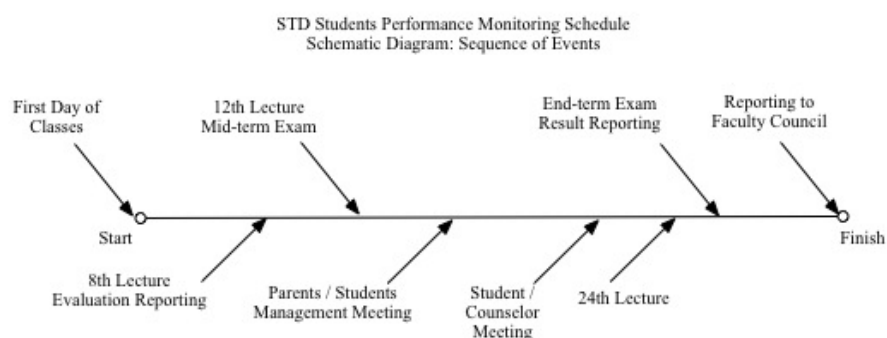 STD Students Performance Monitoring Schedule
Schematic Diagram: Sequence of Events
First Day of
Classes
12th Lecture
Mid-term Exam
End-term Exam
Result Reporting
Reporting to
Faculty Council
Start
Finish
8th Lecture
Evaluation Reporting
Parents / Students
Management Meeting
Student /
Counselor
Meeting
24th Lecture